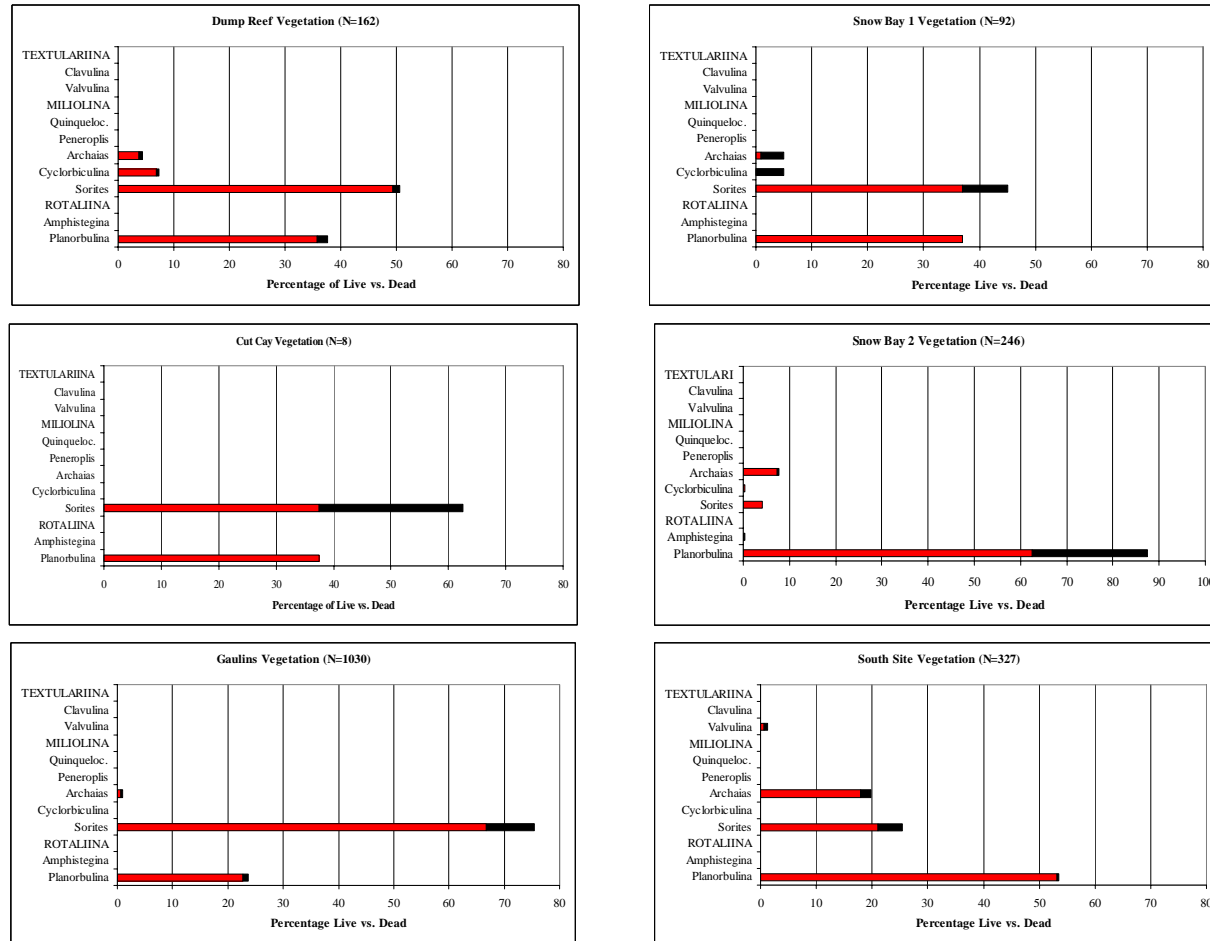 Dump Reef Vegetation (N=162)
TEXTULARIINA
Clavulina
Valvulina
MILIOLINA
Quinqueloc.
Peneroplis
Archaias
Cyclorbiculina
Sorites
ROTALIINA
Amphistegina
Planorbulina
0 10 20 30 40 50 60 70 80
Percentage of Live vs. Dead
Snow Bay 1 Vegetation (N=92)
TEXTULARIINA
Clavulina
Valvulina
MILIOLINA
Quinqueloc.
Peneroplis
Archaias
Cyclorbiculina
Sorites
ROTALIINA
Amphistegina
Planorbulina
0 10 20 30 40 50 60 70 80
Percentage Live vs. Dead
Cut Cay Vegetation (N=8)
TEXTULARIINA
Clavulina
Valvulina
MILIOLINA
Quinqueloc.
Peneroplis
Archaias
Cyclorbiculina
Sorites
ROTALIINA
Amphistegina
Planorbulina
0 10 20 30 40 50 60 70 80
Percentage of Live vs. Dead
Snow Bay 2 Vegetation (N=246)
TEXTULARI
Clavulina
Valvulina
MILIOLINA
Quinqueloc.
Peneroplis
Archaias
Cyclorbiculina
Sorites
ROTALIINA
Amphistegina
Planorbulina
0 10 20 30 40 50 60 70 80 90 100
Percentage Live vs. Dead
Gaulins Vegetation (N=1030)
TEXTULARIINA
Clavulina
Valvulina
MILIOLINA
Quinqueloc.
Peneroplis
Archaias
Cyclorbiculina
Sorites
ROTALIINA
Amphistegina
Planorbulina
0 10 20 30 40 50 60 70 80
Percentage Live vs. Dead
South Site Vegetation (N=327)
TEXTULARIINA
Clavulina
Valvulina
MILIOLINA
Quinqueloc.
Peneroplis
Archaias
Cyclorbiculina
Sorites
ROTALIINA
Amphistegina
Planorbulina
0 10 20 30 40 50 60 70 80
Percentage Live vs. Dead